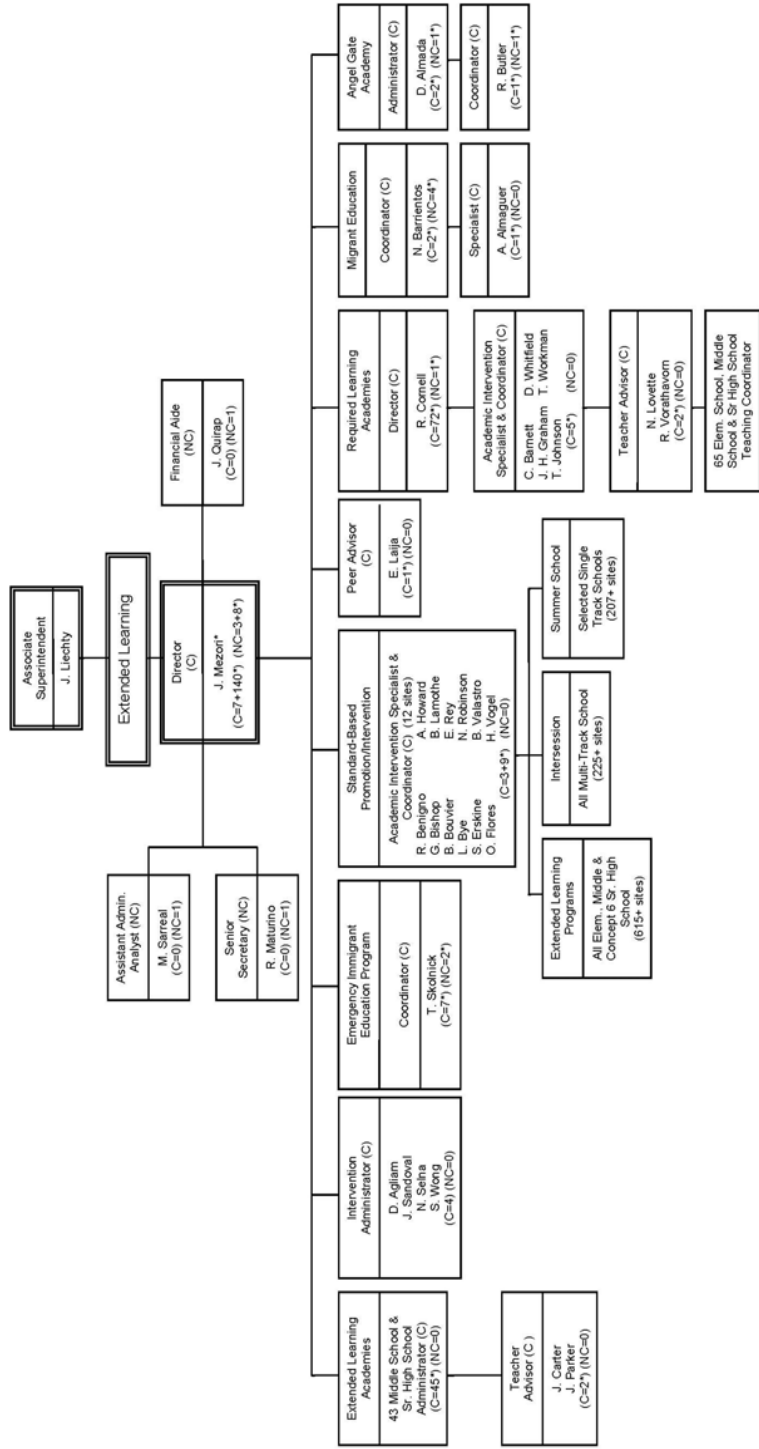 Associate
Superintendent
J. Liechty
Extended Learning
Director
(C)
J. Mezori*
(C=7+140*) (NC=3+8*)
Assistant Admin.
Analyst (NC)
M. Sarreal
(C=0) (NC=1)
Senior
Secretary (NC)
R. Maturino
(C=0) (NC=1)
Financial Aide
(NC)
J. Quirap
(C=0) (NC=1)
Extended Learning
Academies
43 Middle School &
Sr. High School
Administrator (C)
(C=45*) (NC=0)
Teacher
Advisor (C )
J. Carter
J. Parker
(C=2*) (NC=0)
Intervention
Administrator (C)
D. Agliam
J. Sandoval
N. Selna
S. Wong
(C=4) (NC=0)
Emergency Immigrant
Education Program
Coordinator (C)
T. Skolnick
(C=7*) (NC=2*)
Standard-Based
Promotion/Intervention
Academic Intervention Specialist &
Coordinator (C) (12 sites)
R. Benigno A. Howard
G. Bishop B. Lamothe
B. Bouvier E. Rey
L. Bye N. Robinson
S. Erskine B. Valastro
O. Flores H. Vogel
(C=3+9*) (NC=0)
Extended Learning
Programs
All Elem., Middle &
Concept 6 Sr. High
School
(615+ sites)
Intersession
All Multi-Track School
(225+ sites)
Summer School
Selected Single
Track Schools
(207+ sites)
Peer Advisor
(C)
E. Laija
(C=1*) (NC=0)
Required Learning
Academies
Director (C)
R. Cornell
(C=72*) (NC=1*)
Academic Intervention
Specialist & Coordinator (C)
C. Barnett D. Whitfield
J. H. Graham T. Workman
T. Johnson
(C=5*) (NC=0)
Teacher Advisor (C)
N. Lovette
R. Vorathavorn
(C=2*) (NC=0)
65 Elem. School, Middle
School & Sr High School
Teaching Coordinator
Migrant Education
Coordinator (C)
N. Barrientos
(C=2*) (NC=4*)
Specialist (C)
A. Almaguer
(C=1*) (NC=0)
Angel Gate
Academy
Administrator (C)
D. Almada
(C=2*) (NC=1*)
Coordinator (C)
R. Butler
(C=1*) (NC=1*)